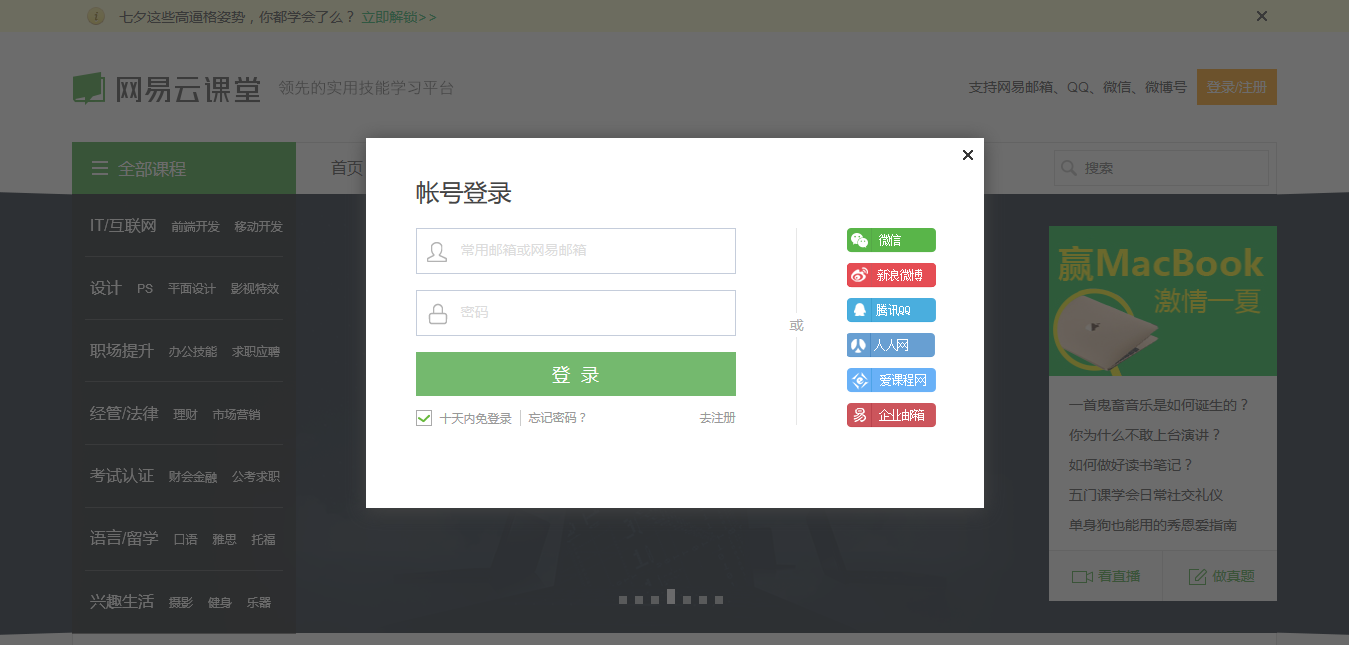 七夕这些高逼格姿势，你都学会了么？ 立即解锁>>
网易云课堂 领先的实用技能学习平台
支持网易邮箱、QQ、微信、微博号 登录/注册
全部课程 首页 搜索
IT/互联网 前端开发 移动开发
设计 PS 平面设计 影视特效
职场提升 办公技能 求职应聘
经管/法律 理财 市场营销
考试认证 财会金融 公考求职
语言/留学 口语 雅思 托福
兴趣生活 摄影 健身 乐器
帐号登录
常用邮箱或网易邮箱
密码
登 录
十天内免登录 忘记密码？ 去注册
或
微信
新浪微博
腾讯QQ
人人网
爱课程网
企业邮箱
赢MacBook
激情一夏
一首鬼畜音乐是如何诞生的？
你为什么不敢上台演讲？
如何做好读书笔记？
五门课学会日常社交礼仪
单身狗也能用的秀恩爱指南
看直播 做真题